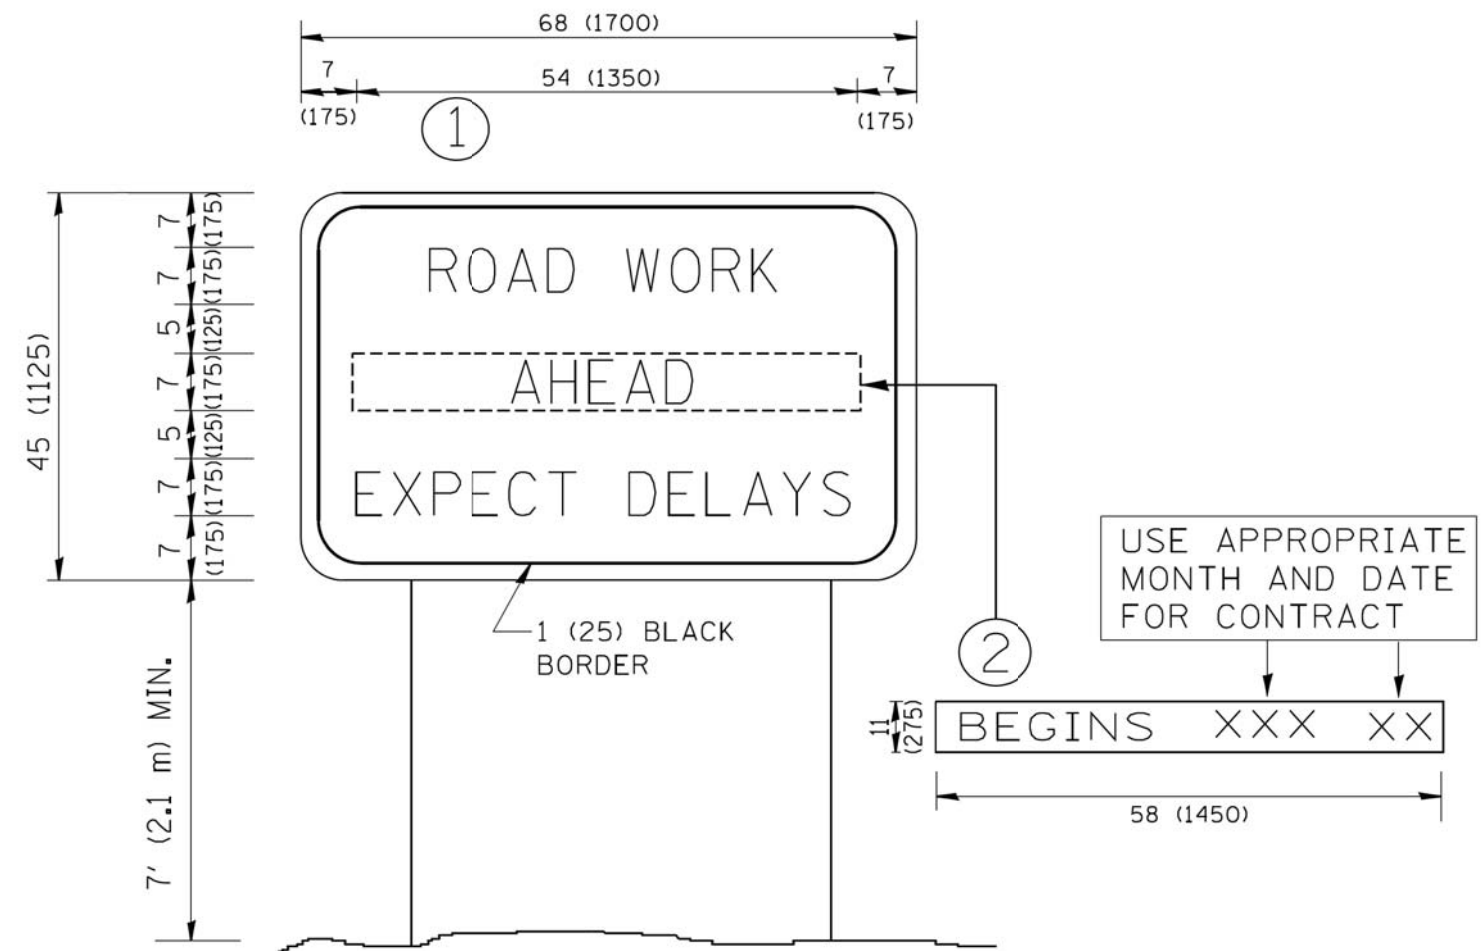 68 (1700)
7
54 (1350)
7
(175)
(175)
1
7
(175)
7
(175)
5
(125)
7
(175)
5
(125)
7
(175)
7
(175)
45 (1125)
ROAD WORK
AHEAD
EXPECT DELAYS
1 (25) BLACK
BORDER
7' (2.1 m) MIN.
USE APPROPRIATE
MONTH AND DATE
FOR CONTRACT
2
11
(275)
BEGINS XXX XX
58 (1450)